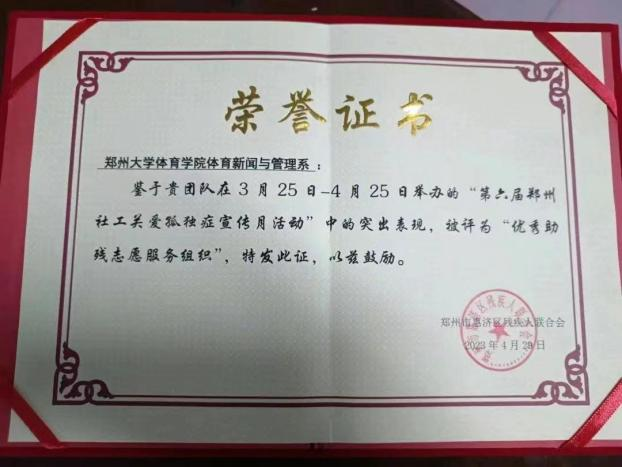 荣誉证书
郑州大学体育学院体育新闻与管理系：
鉴于贵团队在3月25日-4月25日举办的“第六届郑州
社工关爱孤独症宣传月活动”中的突出表现，被评为“优秀助
残志愿服务组织”，特发此证，以兹鼓励。
郑州市惠济区残疾人联合会
2023年4月29日